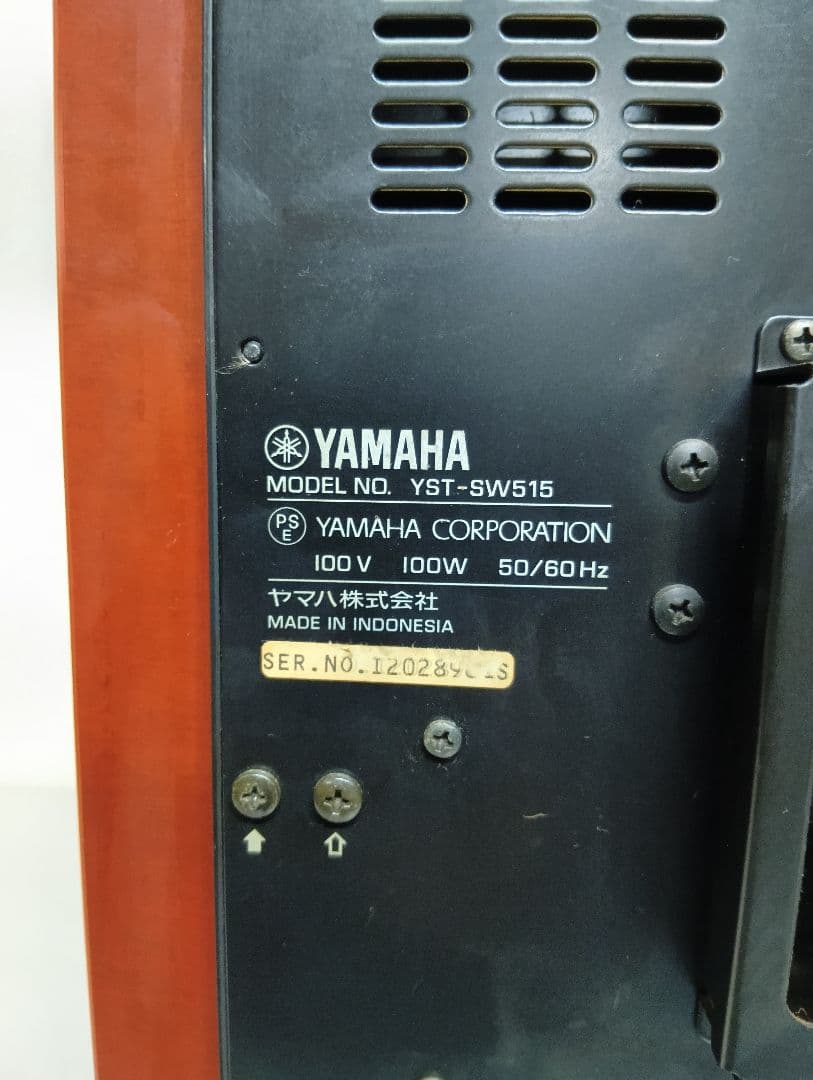 YAMAHA
MODEL NO. YST-SW515
PS E YAMAHA CORPORATION
100V 100W 50/60Hz
ヤマハ株式会社
MADE IN INDONESIA
SER.NO.